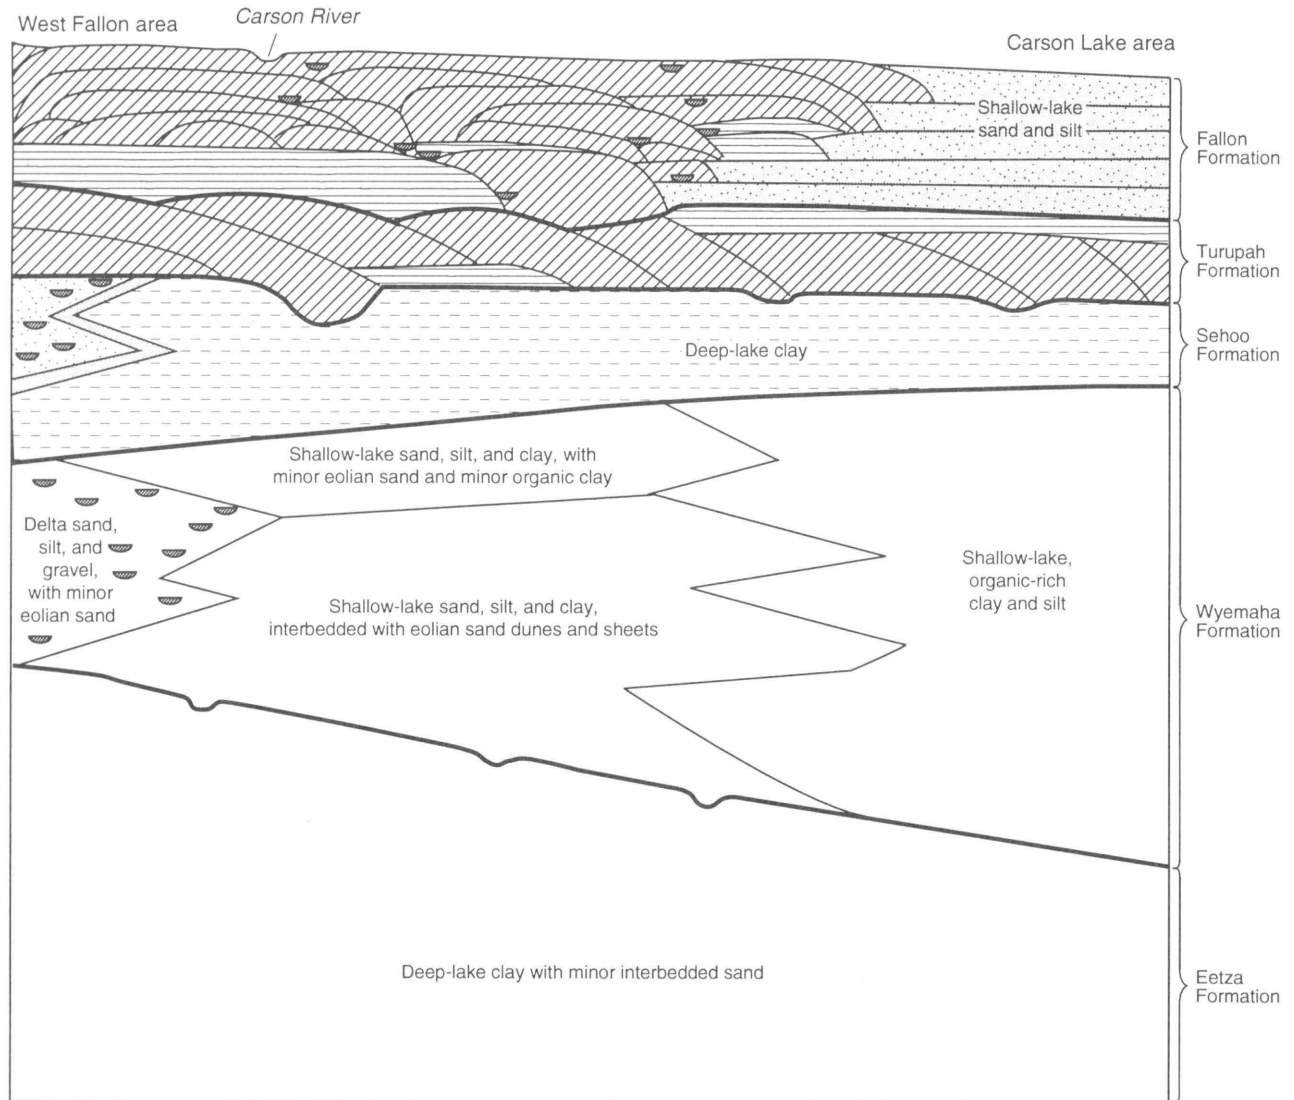 West Fallon area
Carson River
Carson Lake area
Shallow-lake
sand and silt
Fallon
Formation
Turupah
Formation
Sehoo
Formation
Deep-lake clay
Shallow-lake sand, silt, and clay, with
minor eolian sand and minor organic clay
Delta sand,
silt, and
gravel,
with minor
eolian sand
Shallow-lake sand, silt, and clay,
interbedded with eolian sand dunes and sheets
Shallow-lake,
organic-rich
clay and silt
Wyemaha
Formation
Deep-lake clay with minor interbedded sand
Eetza
Formation